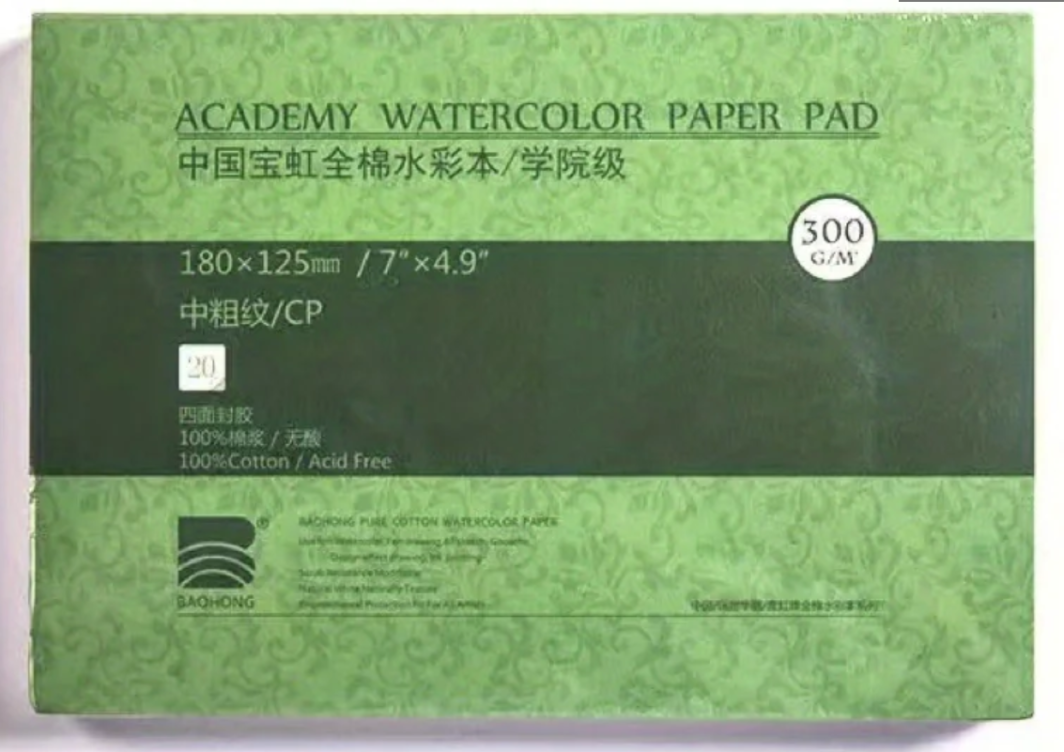 ACADEMY WATERCOLOR PAPER PAD
中国宝虹全棉水彩本/学院级
300
G/M²
180×125mm / 7"×4.9"
中粗纹/CP
20
四面封胶
100%棉浆 / 无酸
100%Cotton / Acid Free
®
BAOHONG PURE COTTON WATERCOLOR PAPER
BAOHONG